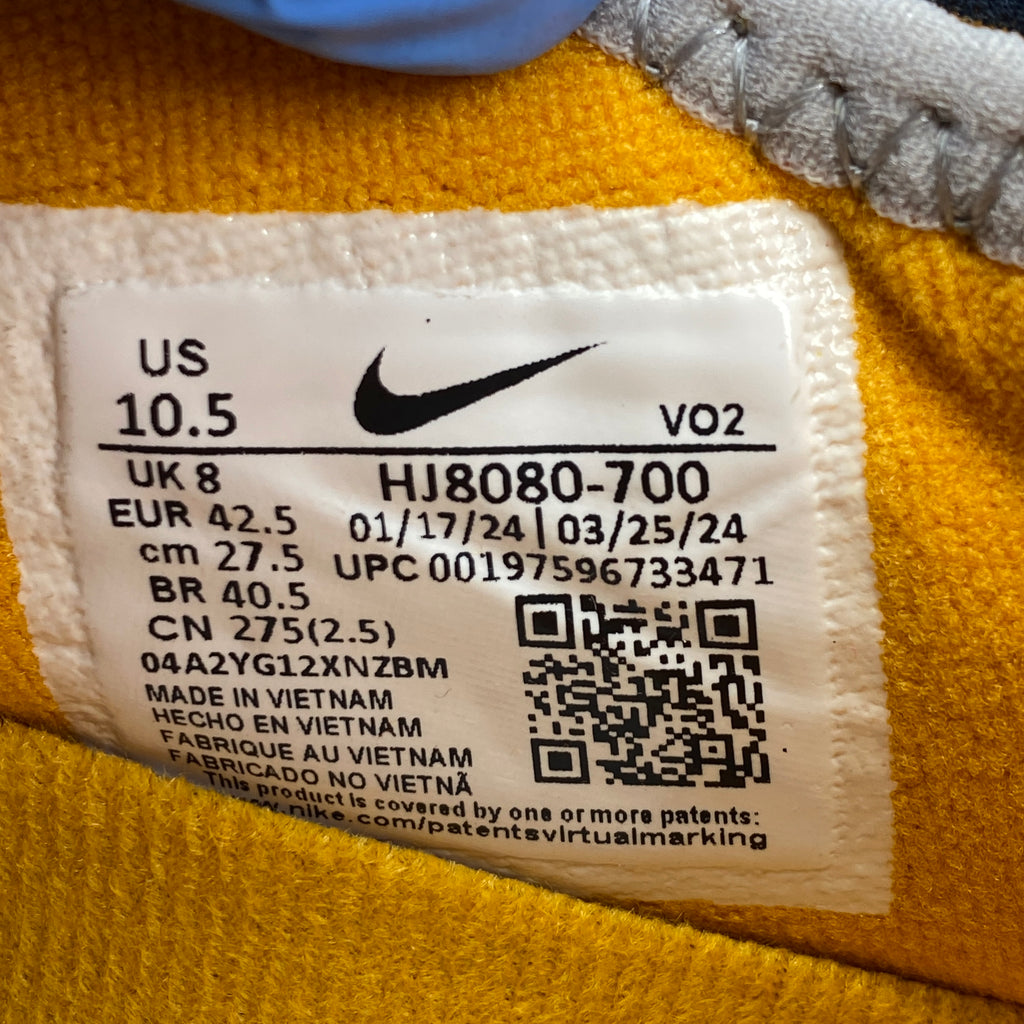 US
10.5
VO2
UK 8
HJ8080-700
EUR 42.5
01/17/24 | 03/25/24
cm 27.5
UPC 00197596733471
BR 40.5
CN 275(2.5)
04A2YG12XNZBM
MADE IN VIETNAM
HECHO EN VIETNAM
FABRIQUE AU VIETNAM
FABRICADO NO VIETNÃ
This product is covered by one or more patents:
.nike.com/patentsvirtualmarking